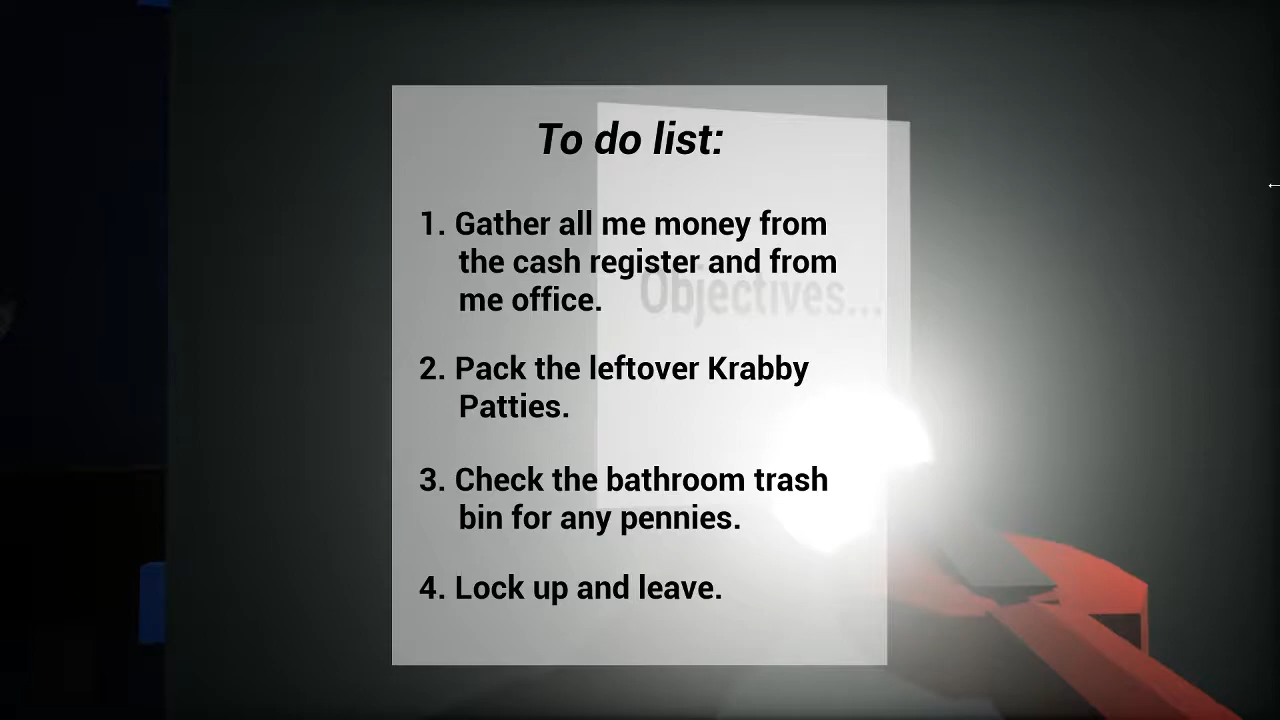 To do list:
1. Gather all me money from
the cash register and from
me office.
Objectives...
2. Pack the leftover Krabby
Patties.
3. Check the bathroom trash
bin for any pennies.
4. Lock up and leave.